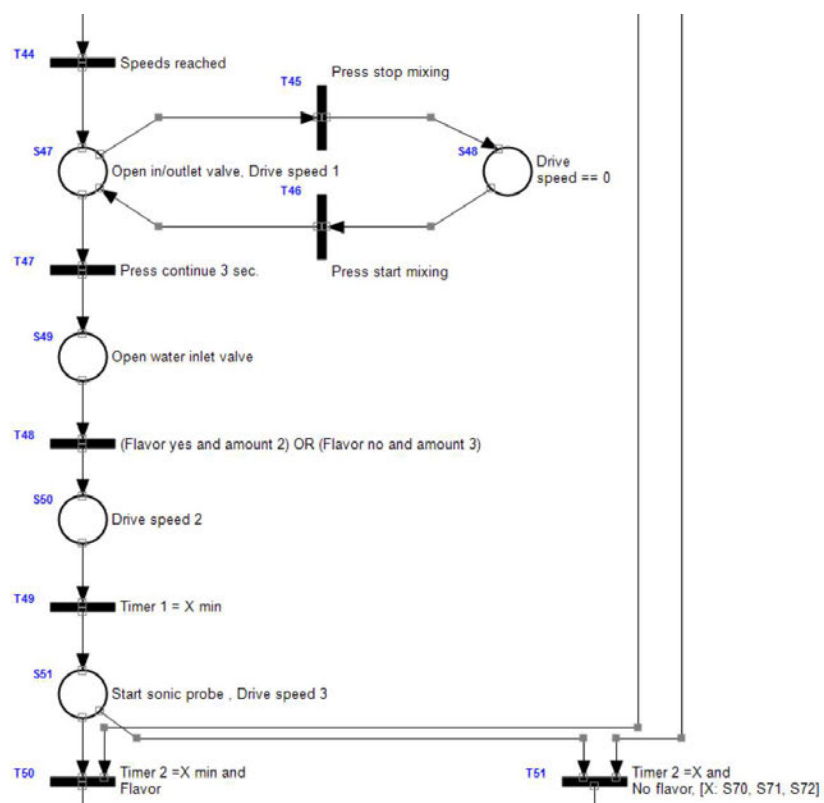 T44
Speeds reached
Press stop mixing
T45
S47
Open in/outlet valve, Drive speed 1
S48
Drive
speed == 0
T46
T47
Press continue 3 sec.
Press start mixing
S49
Open water inlet valve
T48
(Flavor yes and amount 2) OR (Flavor no and amount 3)
S50
Drive speed 2
T49
Timer 1 = X min
S51
Start sonic probe , Drive speed 3
T50
Timer 2 =X min and
Flavor
T51
Timer 2 =X and
No flavor, [X: S70, S71, S72]